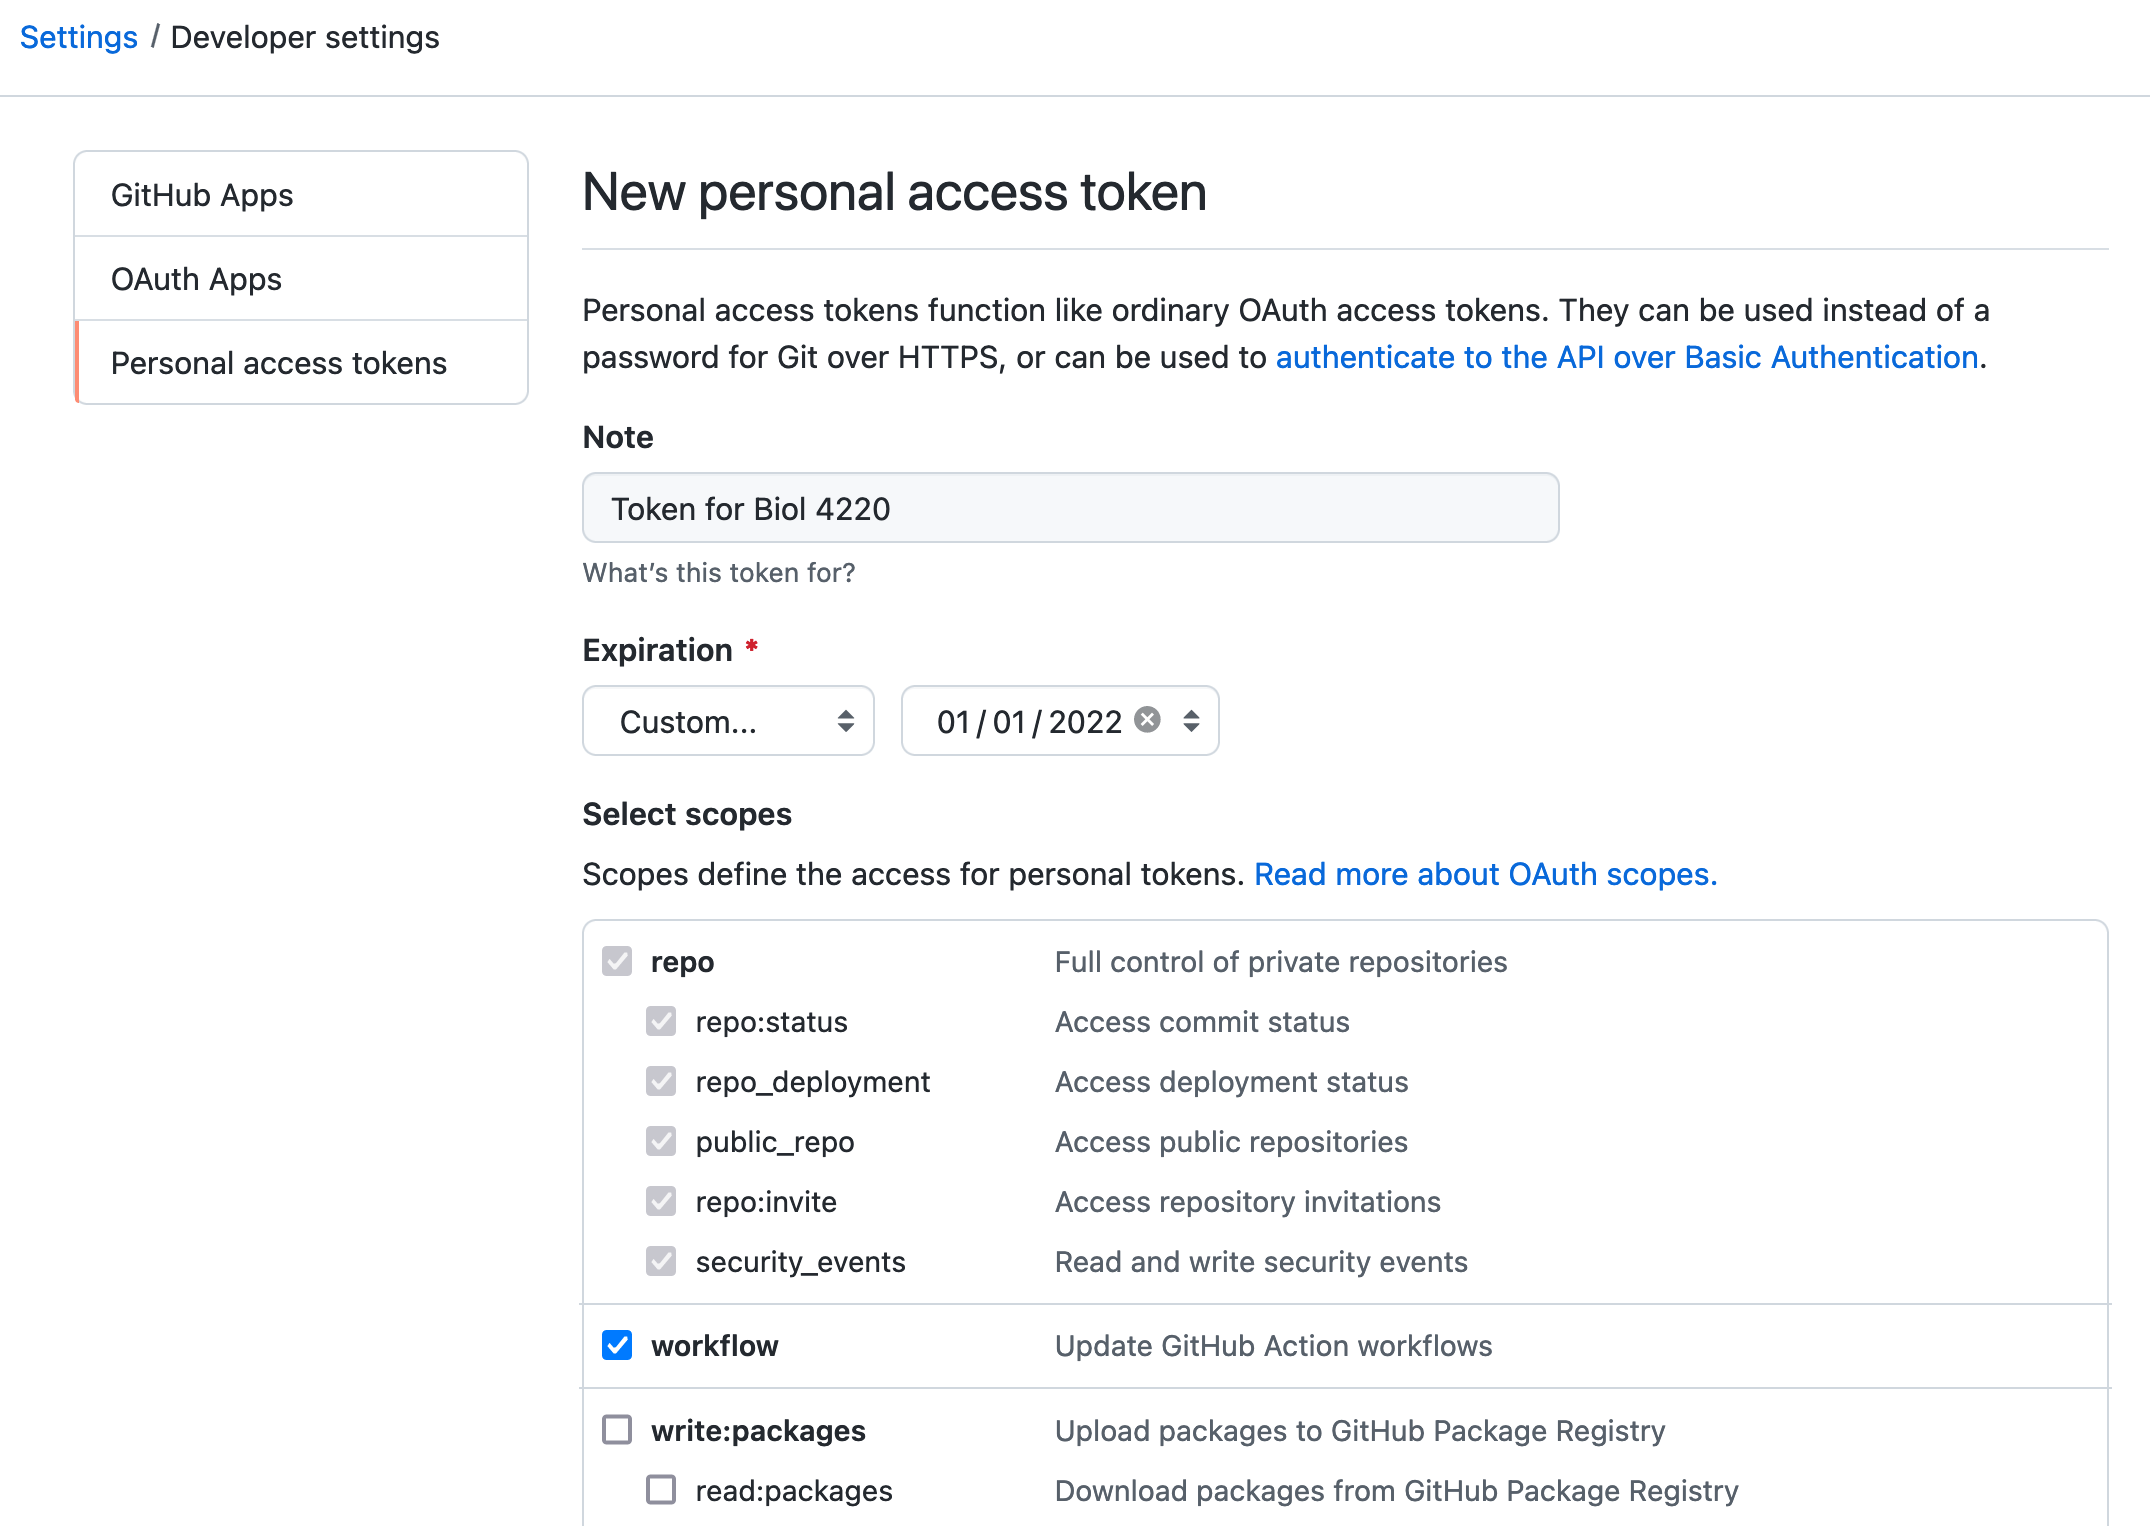 Settings / Developer settings
GitHub Apps
OAuth Apps
Personal access tokens
New personal access token
Personal access tokens function like ordinary OAuth access tokens. They can be used instead of a
password for Git over HTTPS, or can be used to authenticate to the API over Basic Authentication.
Note
Token for Biol 4220
What's this token for?
Expiration *
Custom... 01/01/2022
Select scopes
Scopes define the access for personal tokens. Read more about OAuth scopes.
repo Full control of private repositories
repo:status Access commit status
repo_deployment Access deployment status
public_repo Access public repositories
repo:invite Access repository invitations
security_events Read and write security events
workflow Update GitHub Action workflows
write:packages Upload packages to GitHub Package Registry
read:packages Download packages from GitHub Package Registry